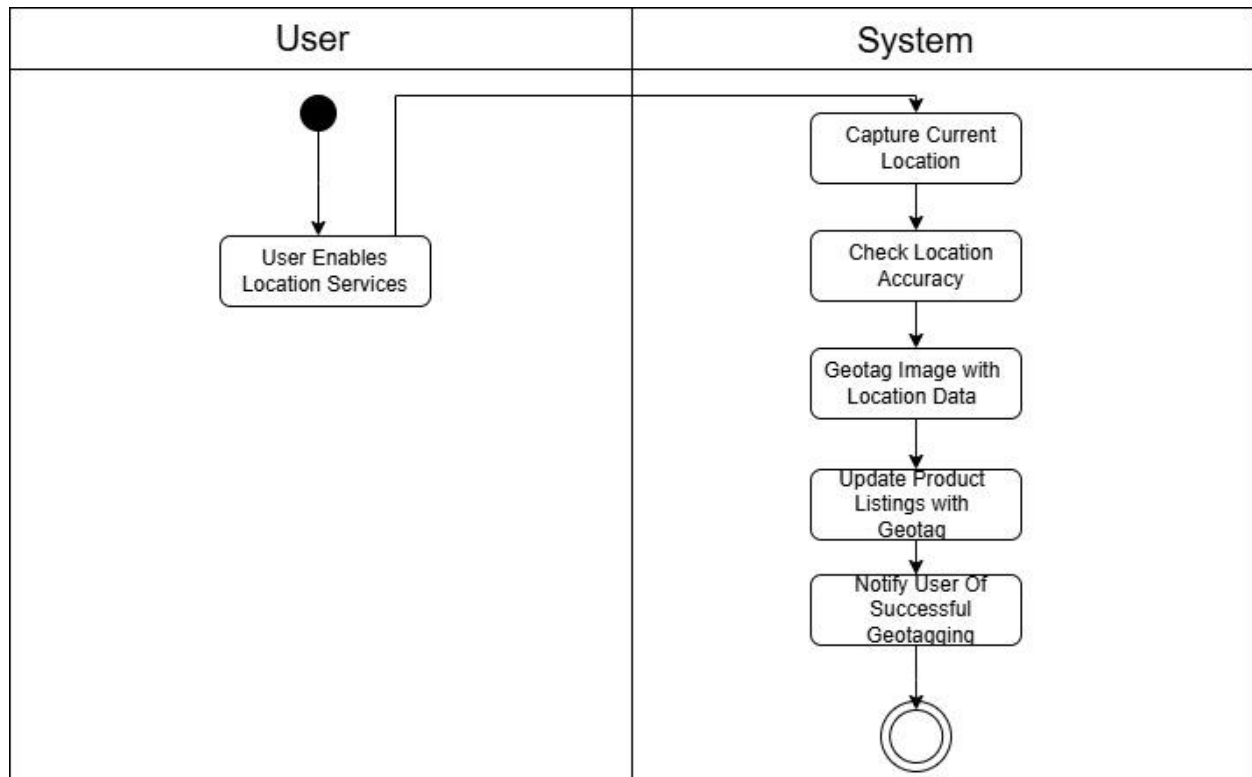 User
System
User Enables
Location Services
Capture Current
Location
Check Location
Accuracy
Geotag Image with
Location Data
Update Product
Listings with
Geotag
Notify User Of
Successful
Geotagging